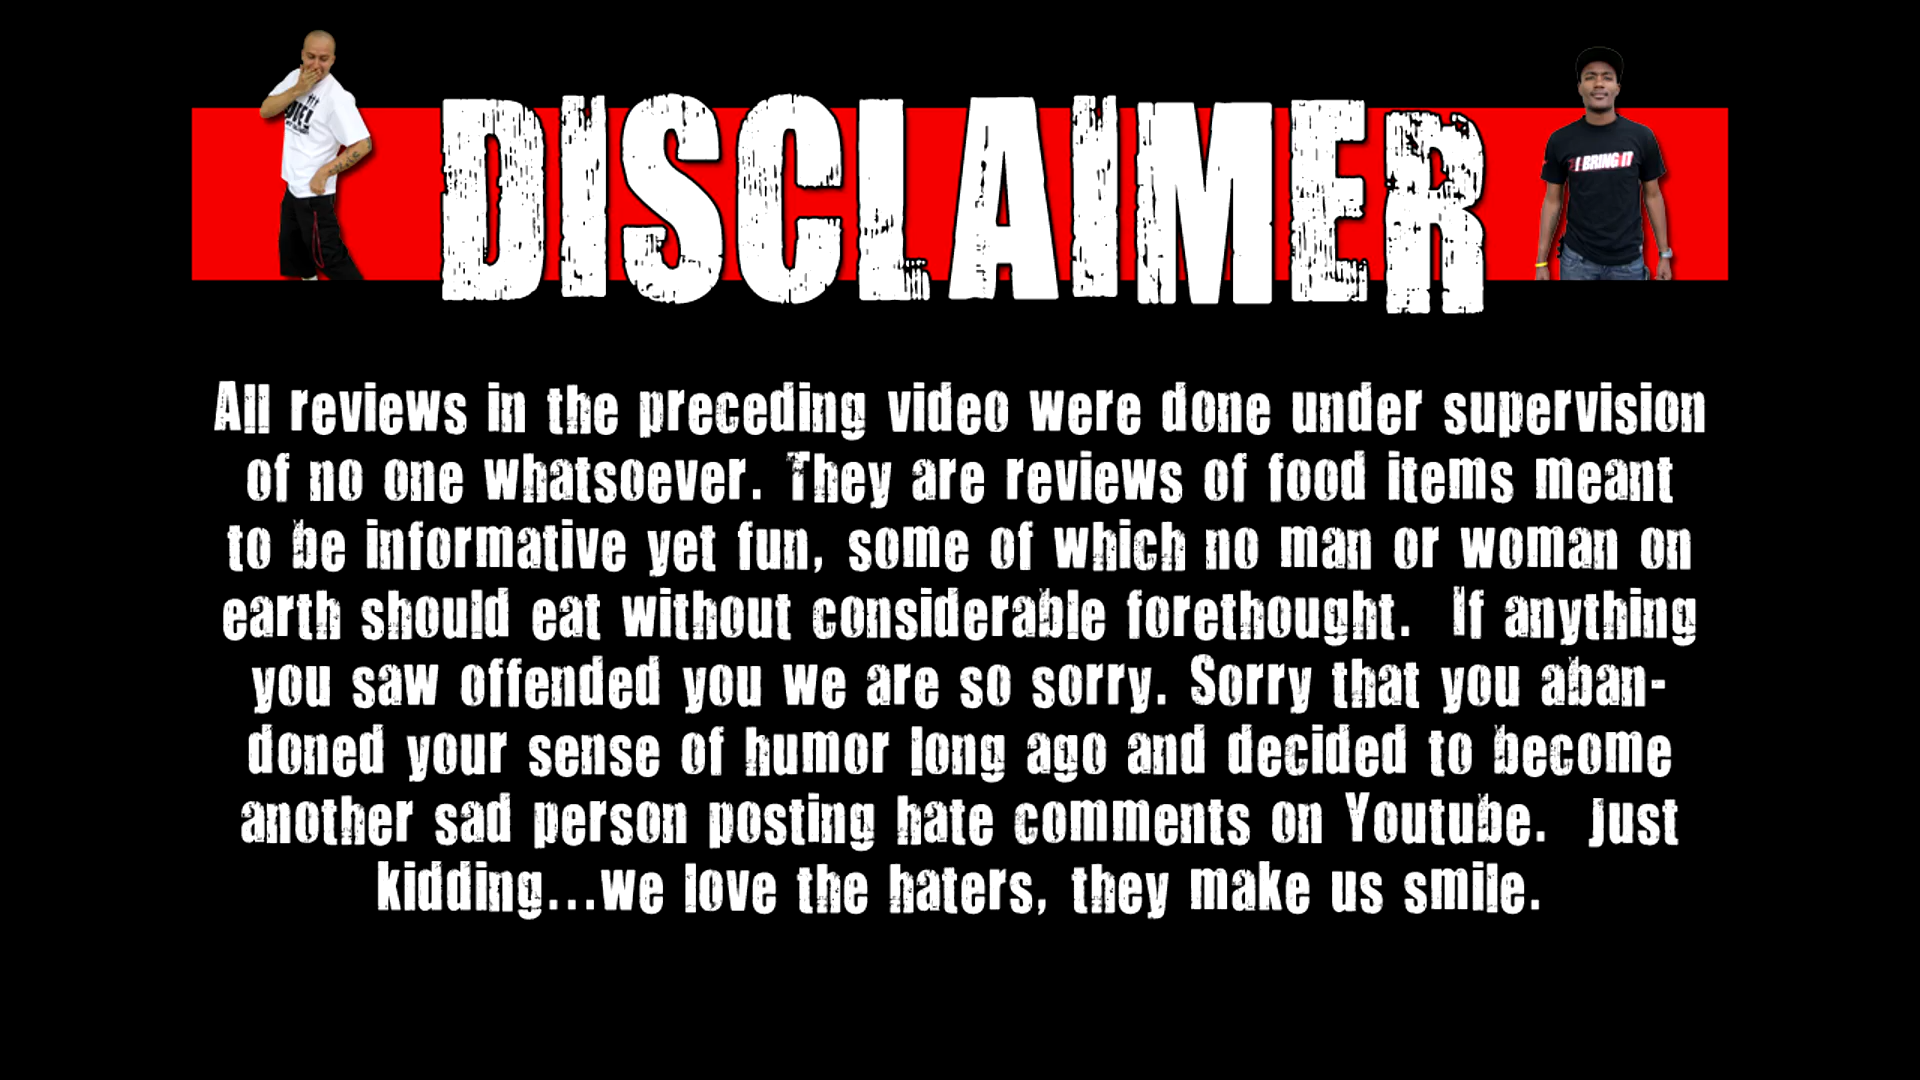 DISCLAIMER
DIET
I BRING IT
All reviews in the preceding video were done under supervision
of no one whatsoever. They are reviews of food items meant
to be informative yet fun, some of which no man or woman on
earth should eat without considerable forethought. If anything
you saw offended you we are so sorry. Sorry that you aban-
doned your sense of humor long ago and decided to become
another sad person posting hate comments on Youtube. Just
kidding...we love the haters, they make us smile.